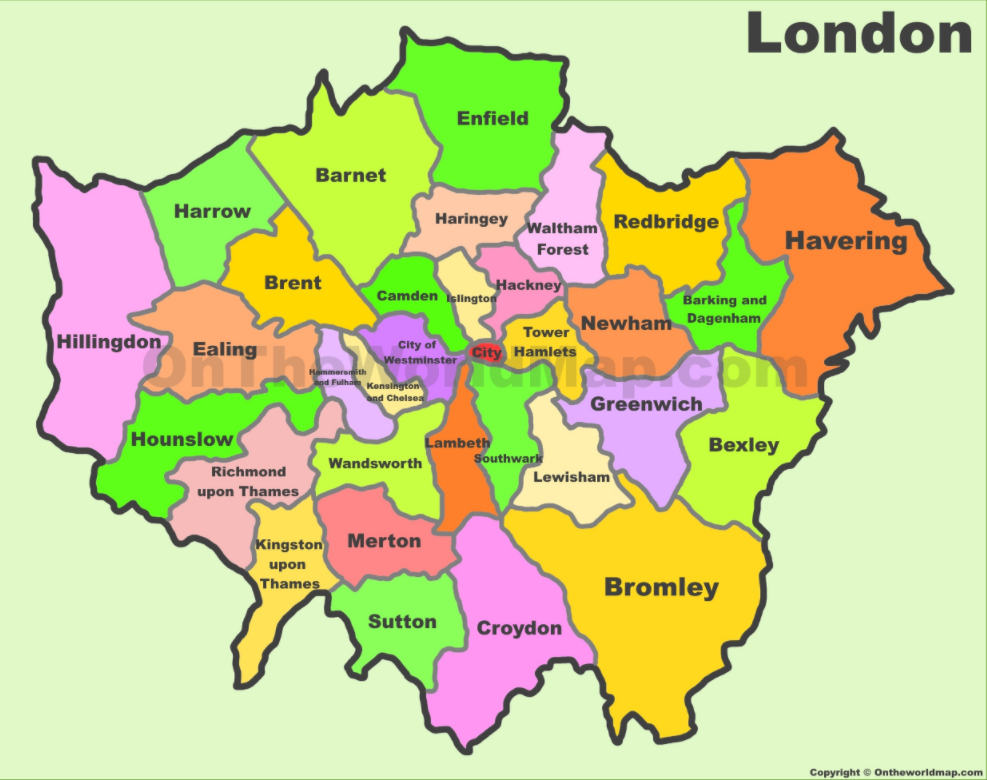 London
Enfield
Barnet
Harrow
Haringey
Waltham
Forest
Redbridge
Havering
Brent
Camden
Islington
Hackney
Barking and
Dagenham
Hillingdon
Ealing
City of
Westminster
City
Tower
Hamlets
Newham
OnTheWorldMap.com
Hammersmith
and Fulham
Kensington
and Chelsea
Greenwich
Hounslow
Richmond
upon Thames
Wandsworth
Lambeth
Southwark
Lewisham
Bexley
Kingston
upon
Thames
Merton
Bromley
Sutton
Croydon
Copyright © Ontheworldmap.com